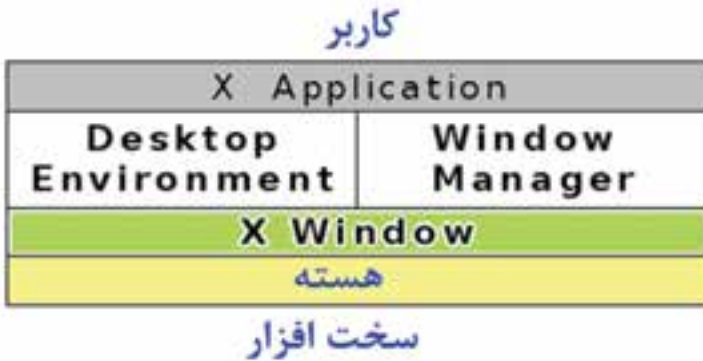 کاربر
X Application
Desktop
Environment
Window
Manager
X Window
هسته
سخت افزار